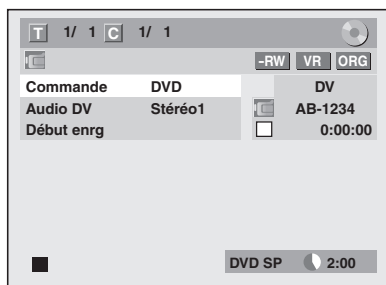 T 1/ 1 C 1/ 1
-RW VR ORG
Commande DVD DV
Audio DV Stéréo1 AB-1234
Début enrg 0:00:00
DVD SP 2:00